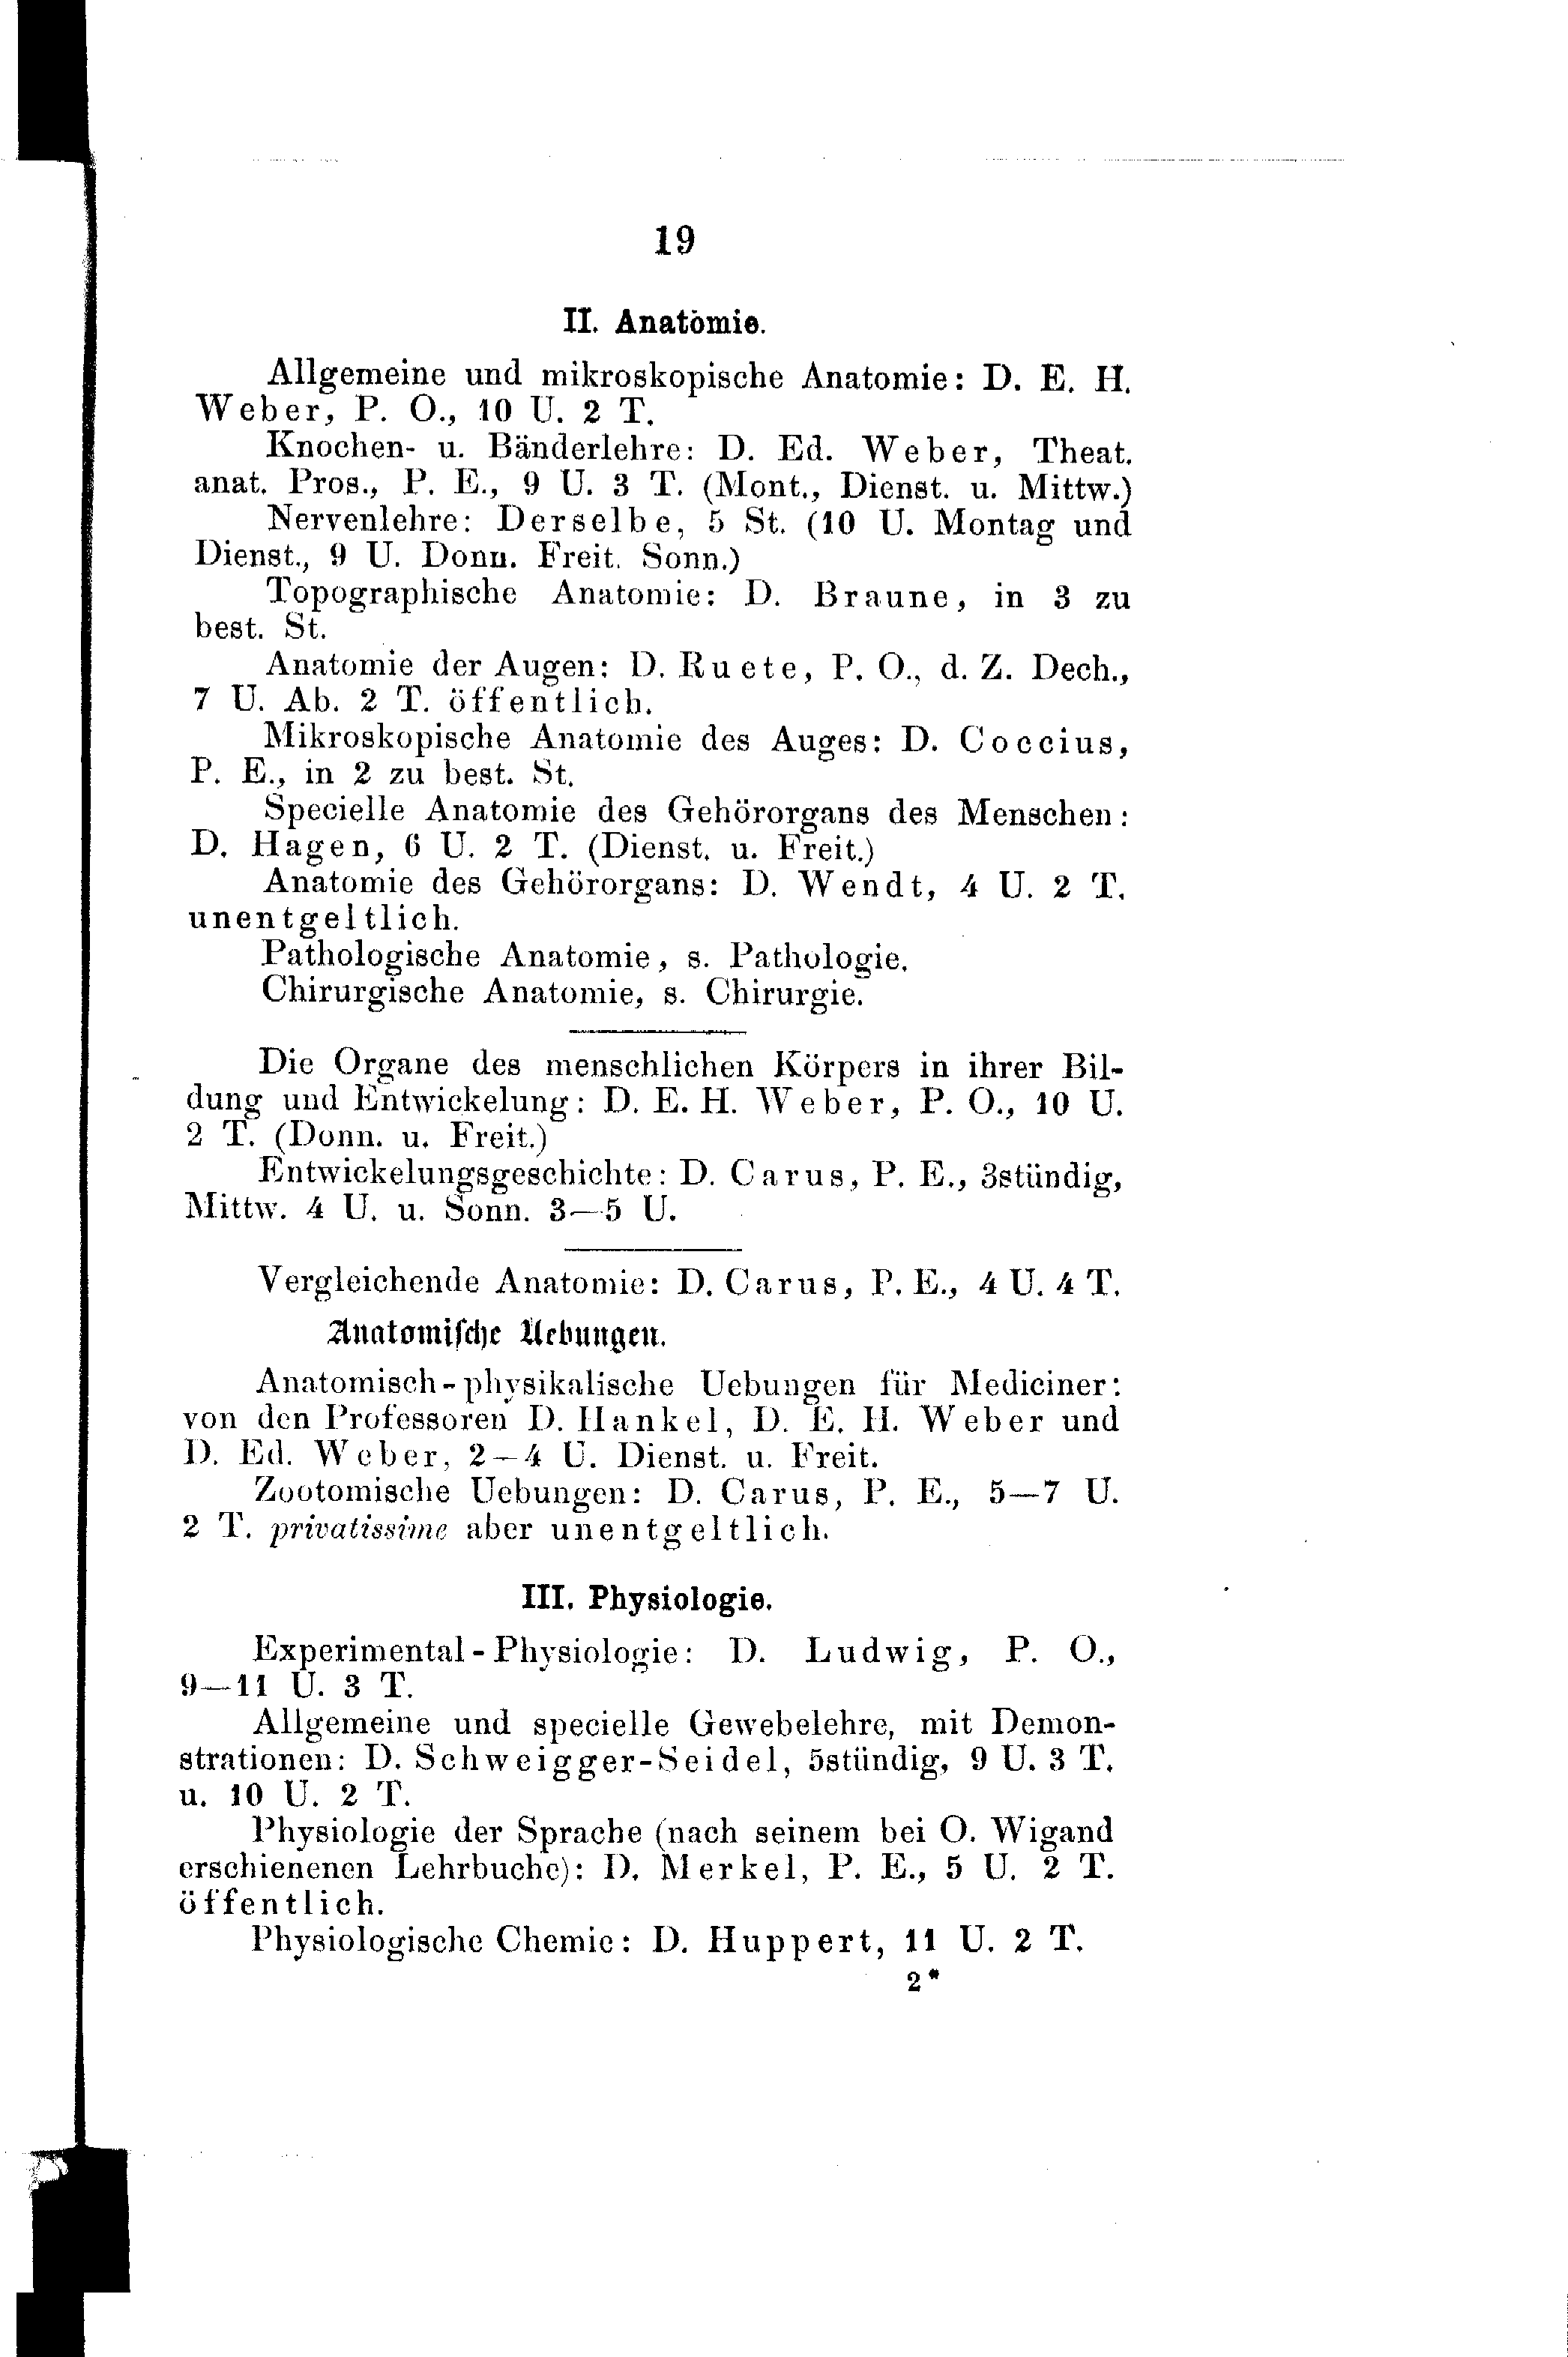 19
II. Anatomie.
Allgemeine und mikroskopische Anatomie: D. E. H.
Weber, P. O., 10 U. 2 T.
Knochen- u. Bänderlehre: D. Ed. Weber, Theat.
anat. Pros., P. E., 9 U. 3 T. (Mont., Dienst. u. Mittw.)
Nervenlehre: Derselbe, 5 St. (10 U. Montag und
Dienst., 9 U. Donn. Freit. Sonn.)
Topographische Anatomie: D. Braune, in 3 zu
best. St.
Anatomie der Augen: D. Ruete, P. O., d. Z. Dech.,
7 U. Ab. 2 T. öffentlich.
Mikroskopische Anatomie des Auges: D. Coccius,
P. E., in 2 zu best. St.
Specielle Anatomie des Gehörorgans des Menschen:
D. Hagen, 6 U. 2 T. (Dienst. u. Freit.)
Anatomie des Gehörorgans: D. Wendt, 4 U. 2 T.
unentgeltlich.
Pathologische Anatomie, s. Pathologie.
Chirurgische Anatomie, s. Chirurgie.
Die Organe des menschlichen Körpers in ihrer Bil-
dung und Entwickelung: D. E. H. Weber, P. O., 10 U.
2 T. (Donn. u. Freit.)
Entwickelungsgeschichte: D. Carus, P. E., 3stündig,
Mittw. 4 U. u. Sonn. 3—5 U.
Vergleichende Anatomie: D. Carus, P. E., 4 U. 4 T.
Anatomiſche Uebungen.
Anatomisch-physikalische Uebungen für Mediciner:
von den Professoren D. Hankel, D. E. H. Weber und
D. Ed. Weber, 2—4 U. Dienst. u. Freit.
Zootomische Uebungen: D. Carus, P. E., 5—7 U.
2 T. privatissime aber unentgeltlich.
III. Physiologie.
Experimental-Physiologie: D. Ludwig, P. O.,
9—11 U. 3 T.
Allgemeine und specielle Gewebelehre, mit Demon-
strationen: D. Schweigger-Seidel, 5stündig, 9 U. 3 T.
u. 10 U. 2 T.
Physiologie der Sprache (nach seinem bei O. Wigand
erschienenen Lehrbuche): D. Merkel, P. E., 5 U. 2 T.
öffentlich.
Physiologische Chemie: D. Huppert, 11 U. 2 T.
2*